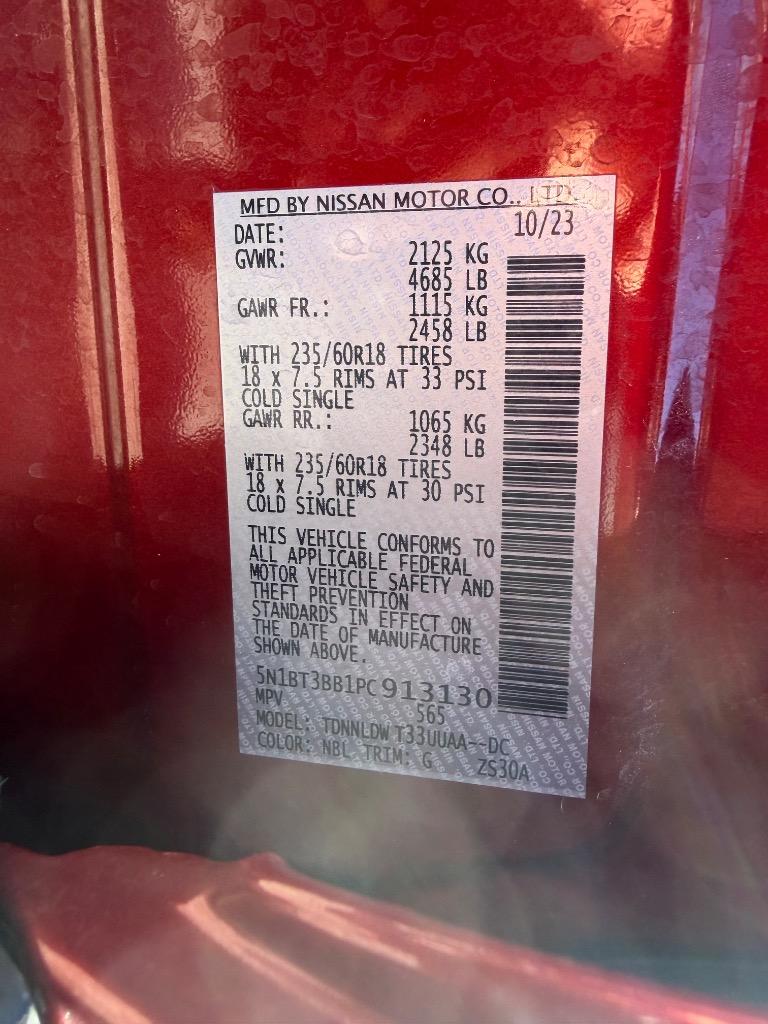 MFD BY NISSAN MOTOR CO., LTD.
DATE: 10/23
GVWR: 2125 KG
4685 LB
GAWR FR.: 1115 KG
2458 LB
WITH 235/60R18 TIRES
18 x 7.5 RIMS AT 33 PSI
COLD SINGLE
GAWR RR.: 1065 KG
2348 LB
WITH 235/60R18 TIRES
18 x 7.5 RIMS AT 30 PSI
COLD SINGLE
THIS VEHICLE CONFORMS TO
ALL APPLICABLE FEDERAL
MOTOR VEHICLE SAFETY AND
THEFT PREVENTION
STANDARDS IN EFFECT ON
THE DATE OF MANUFACTURE
SHOWN ABOVE.
5N1BT3BB1PC913130
MPV 565
MODEL: TDNNLDW T33UUAA--DC
COLOR: NBL TRIM: G ZS30A